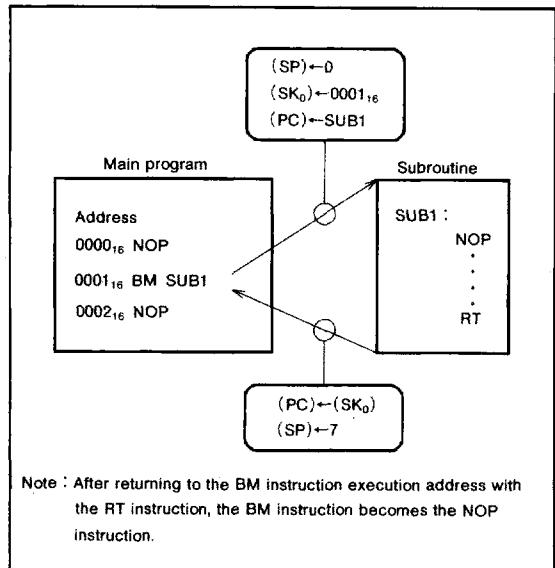 (SP)←0
(SK₀)←0001₁₆
(PC)←SUB1
Main program
Subroutine
Address
0000₁₆ NOP
0001₁₆ BM SUB1
0002₁₆ NOP
SUB1 :
NOP
RT
(PC)←(SK₀)
(SP)←7
Note : After returning to the BM instruction execution address with
the RT instruction, the BM instruction becomes the NOP
instruction.